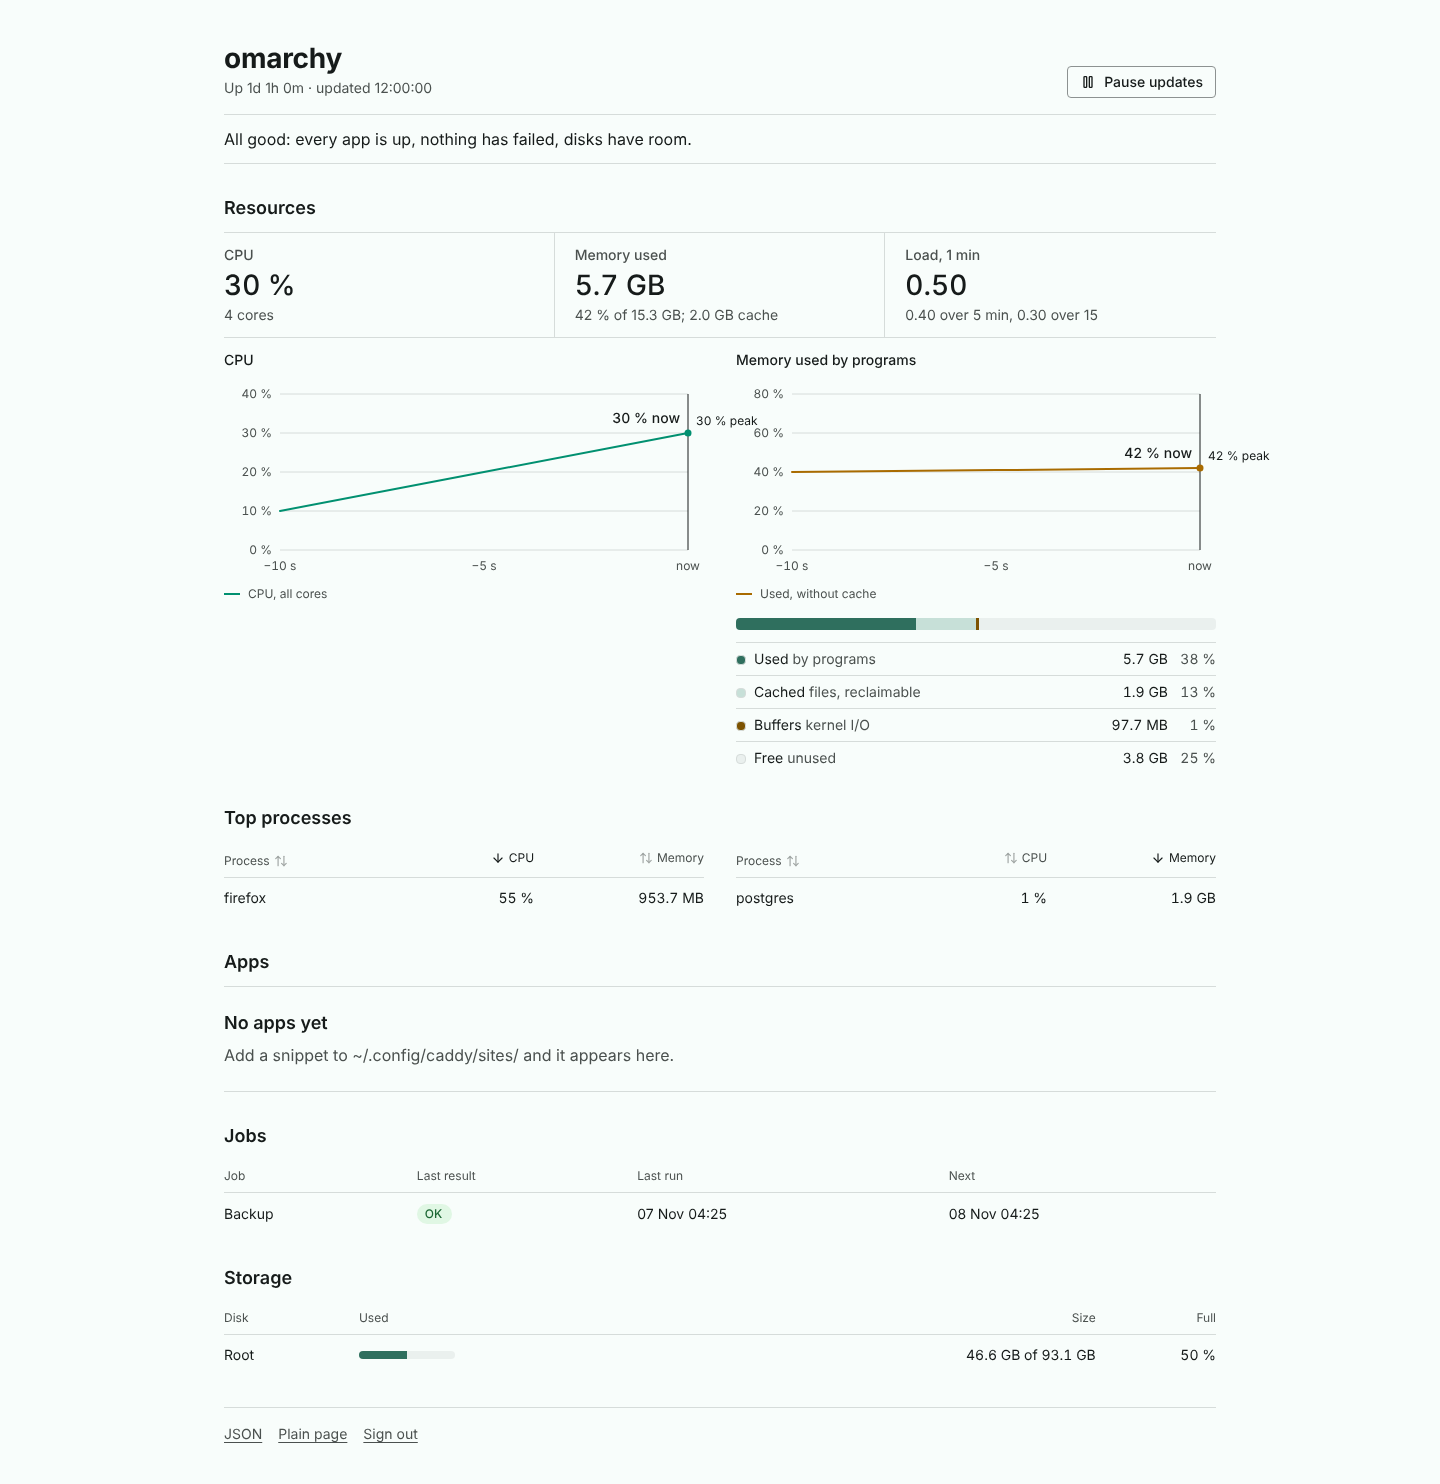 omarchy
Up 1d 1h 0m · updated 12:00:00
Pause updates
All good: every app is up, nothing has failed, disks have room.
Resources
CPU
30 %
4 cores
Memory used
5.7 GB
42 % of 15.3 GB; 2.0 GB cache
Load, 1 min
0.50
0.40 over 5 min, 0.30 over 15
CPU
40 %
30 %
20 %
10 %
0 %
30 % now
30 % peak
−10 s
−5 s
now
CPU, all cores
Memory used by programs
80 %
60 %
40 %
20 %
0 %
42 % now
42 % peak
−10 s
−5 s
now
Used, without cache
Used by programs 5.7 GB 38 %
Cached files, reclaimable 1.9 GB 13 %
Buffers kernel I/O 97.7 MB 1 %
Free unused 3.8 GB 25 %
Top processes
Process CPU Memory
firefox 55 % 953.7 MB
Process CPU Memory
postgres 1 % 1.9 GB
Apps
No apps yet
Add a snippet to ~/.config/caddy/sites/ and it appears here.
Jobs
Job Last result Last run Next
Backup OK 07 Nov 04:25 08 Nov 04:25
Storage
Disk Used Size Full
Root 46.6 GB of 93.1 GB 50 %
JSON Plain page Sign out